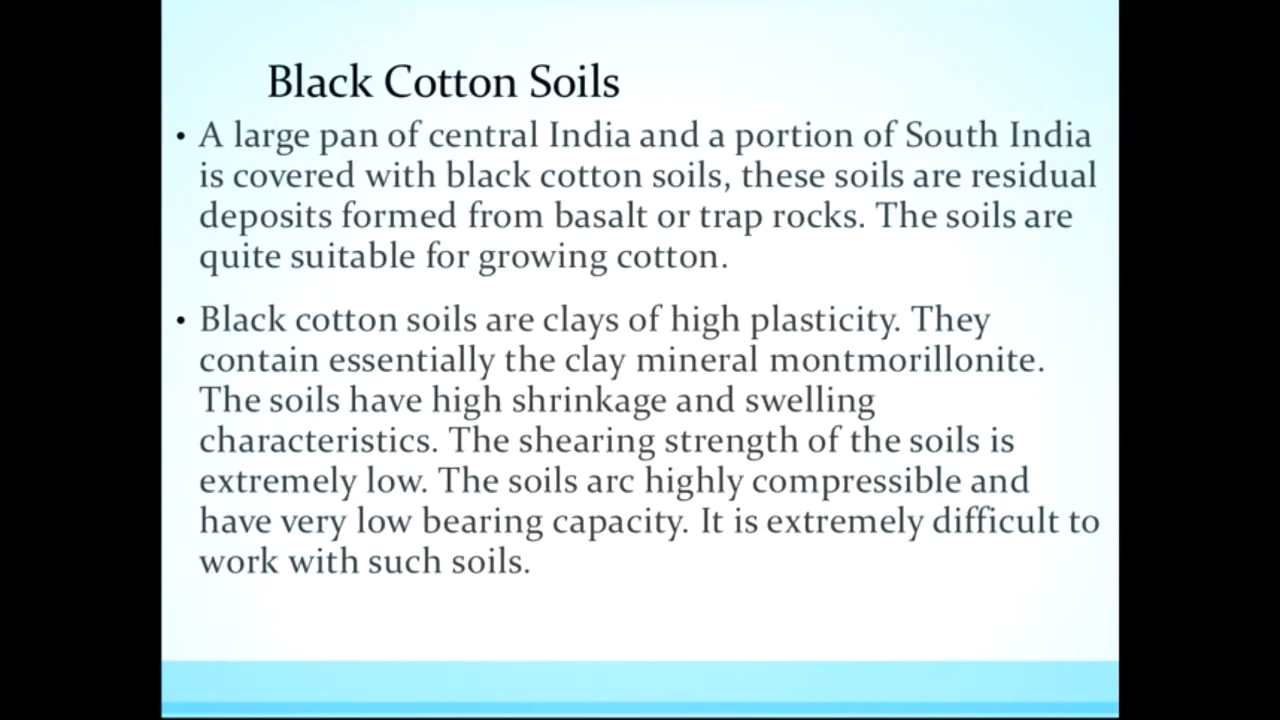 Black Cotton Soils
• A large pan of central India and a portion of South India
is covered with black cotton soils, these soils are residual
deposits formed from basalt or trap rocks. The soils are
quite suitable for growing cotton.
• Black cotton soils are clays of high plasticity. They
contain essentially the clay mineral montmorillonite.
The soils have high shrinkage and swelling
characteristics. The shearing strength of the soils is
extremely low. The soils arc highly compressible and
have very low bearing capacity. It is extremely difficult to
work with such soils.